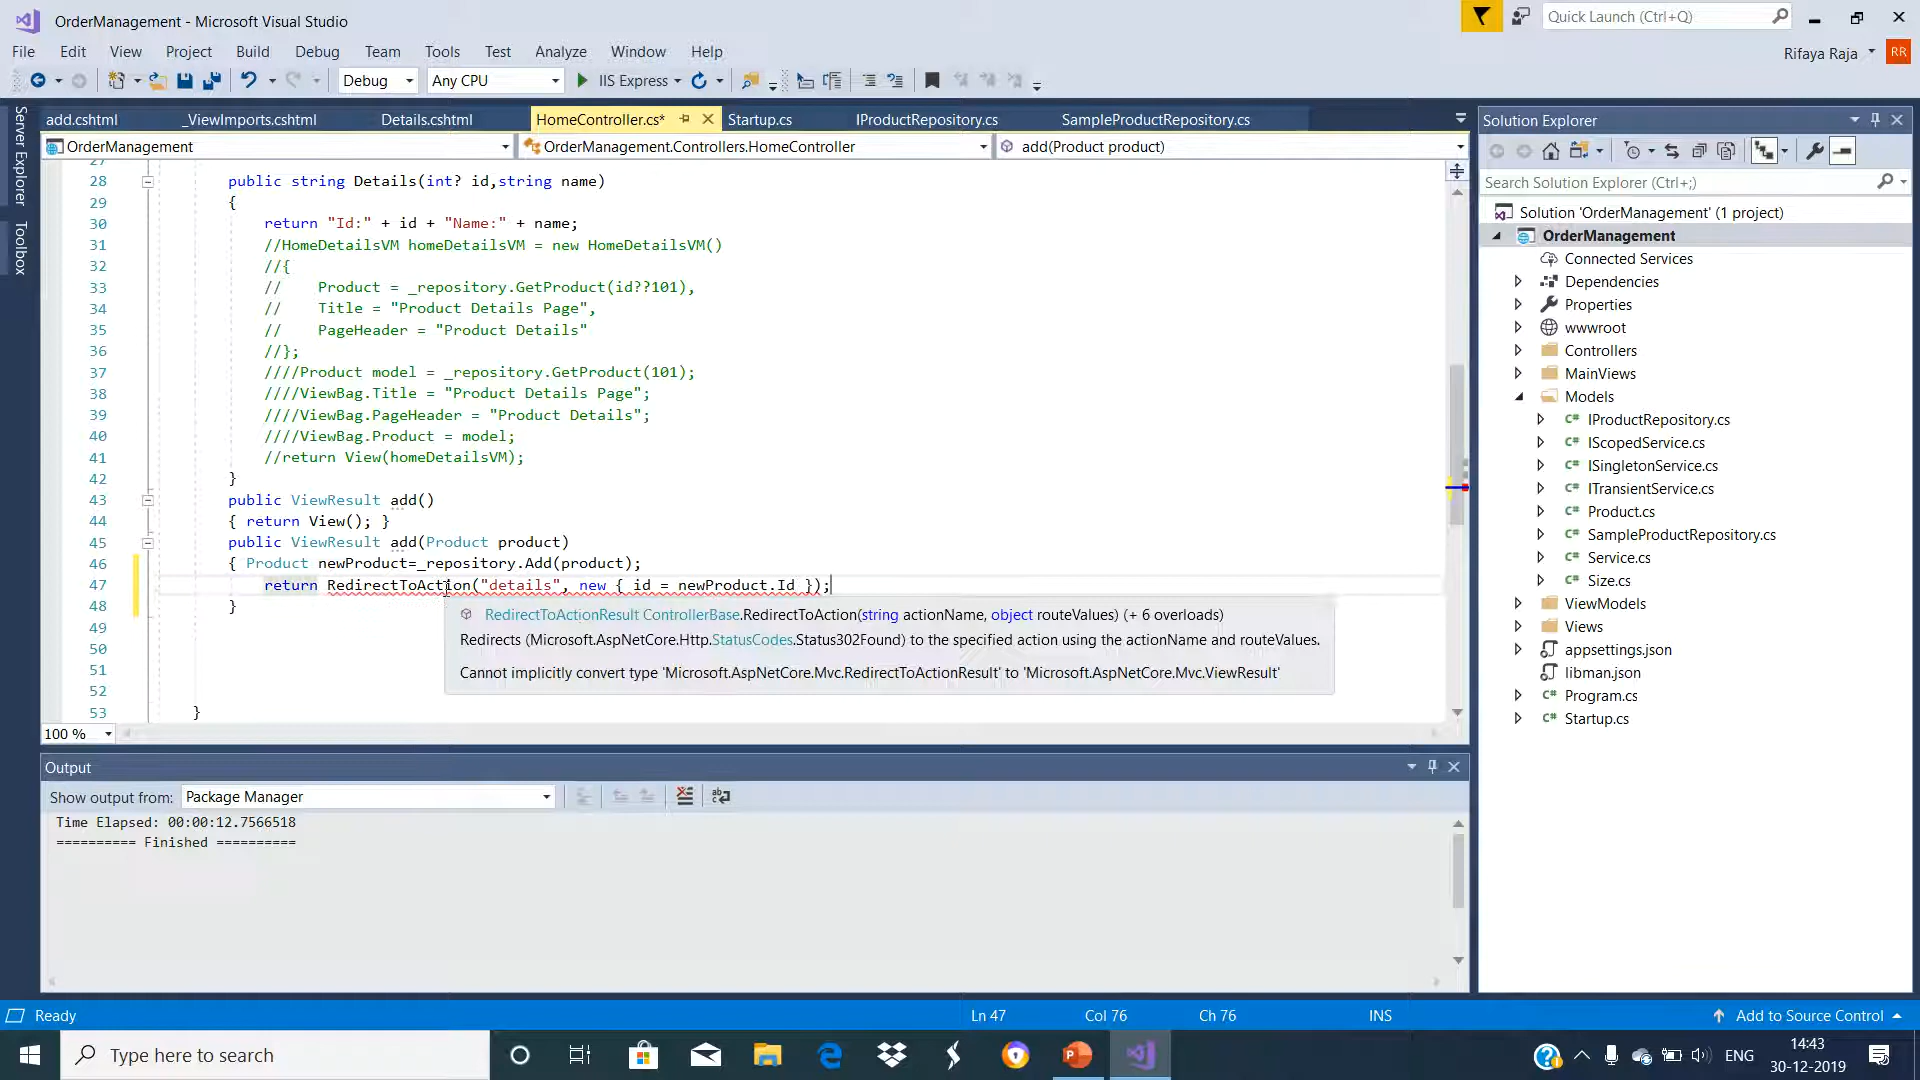 OrderManagement - Microsoft Visual Studio
Quick Launch (Ctrl+Q)
File Edit View Project Build Debug Team Tools Test Analyze Window Help
Rifaya Raja RR
Debug Any CPU IIS Express
Server Explorer
Toolbox
add.cshtml _ViewImports.cshtml Details.cshtml HomeController.cs* Startup.cs IProductRepository.cs SampleProductRepository.cs
OrderManagement OrderManagement.Controllers.HomeController add(Product product)
27
28 public string Details(int? id,string name)
29 {
30 return "Id:" + id + "Name:" + name;
31 //HomeDetailsVM homeDetailsVM = new HomeDetailsVM()
32 //{
33 // Product = _repository.GetProduct(id??101),
34 // Title = "Product Details Page",
35 // PageHeader = "Product Details"
36 //};
37 ////Product model = _repository.GetProduct(101);
38 ////ViewBag.Title = "Product Details Page";
39 ////ViewBag.PageHeader = "Product Details";
40 ////ViewBag.Product = model;
41 //return View(homeDetailsVM);
42 }
43 public ViewResult add()
44 { return View(); }
45 public ViewResult add(Product product)
46 { Product newProduct=_repository.Add(product);
47 return RedirectToAction("details", new { id = newProduct.Id });
48 }
RedirectToActionResult ControllerBase.RedirectToAction(string actionName, object routeValues) (+ 6 overloads)
Redirects (Microsoft.AspNetCore.Http.StatusCodes.Status302Found) to the specified action using the actionName and routeValues.
Cannot implicitly convert type 'Microsoft.AspNetCore.Mvc.RedirectToActionResult' to 'Microsoft.AspNetCore.Mvc.ViewResult'
49
50
51
52
53 }
100 %
Output
Show output from: Package Manager
Time Elapsed: 00:00:12.7566518
========== Finished ==========
Solution Explorer
Search Solution Explorer (Ctrl+;)
Solution 'OrderManagement' (1 project)
OrderManagement
Connected Services
Dependencies
Properties
wwwroot
Controllers
MainViews
Models
C# IProductRepository.cs
C# IScopedService.cs
C# ISingletonService.cs
C# ITransientService.cs
C# Product.cs
C# SampleProductRepository.cs
C# Service.cs
C# Size.cs
ViewModels
Views
appsettings.json
libman.json
C# Program.cs
C# Startup.cs
Ready Ln 47 Col 76 Ch 76 INS Add to Source Control
Type here to search
ENG
14:43
30-12-2019